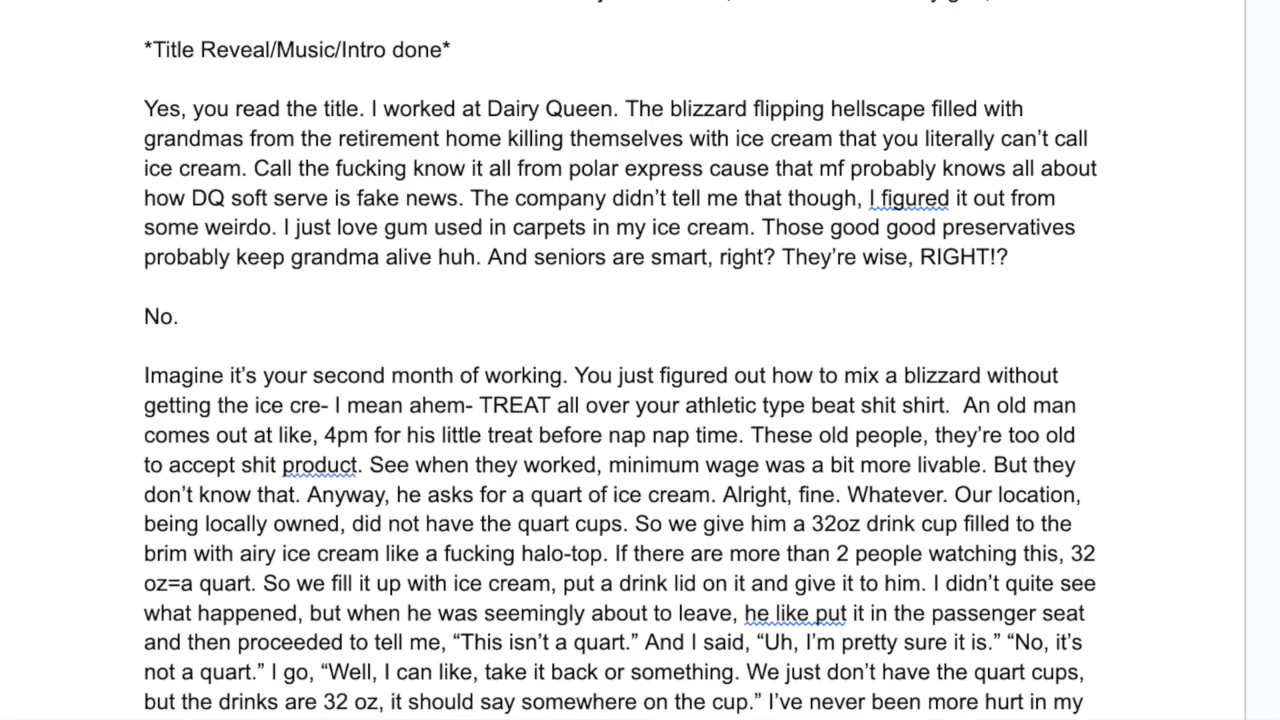 *Title Reveal/Music/Intro done*
Yes, you read the title. I worked at Dairy Queen. The blizzard flipping hellscape filled with
grandmas from the retirement home killing themselves with ice cream that you literally can’t call
ice cream. Call the fucking know it all from polar express cause that mf probably knows all about
how DQ soft serve is fake news. The company didn’t tell me that though, I figured it out from
some weirdo. I just love gum used in carpets in my ice cream. Those good good preservatives
probably keep grandma alive huh. And seniors are smart, right? They’re wise, RIGHT!?
No.
Imagine it’s your second month of working. You just figured out how to mix a blizzard without
getting the ice cre- I mean ahem- TREAT all over your athletic type beat shit shirt.  An old man
comes out at like, 4pm for his little treat before nap nap time. These old people, they’re too old
to accept shit product. See when they worked, minimum wage was a bit more livable. But they
don’t know that. Anyway, he asks for a quart of ice cream. Alright, fine. Whatever. Our location,
being locally owned, did not have the quart cups. So we give him a 32oz drink cup filled to the
brim with airy ice cream like a fucking halo-top. If there are more than 2 people watching this, 32
oz=a quart. So we fill it up with ice cream, put a drink lid on it and give it to him. I didn’t quite see
what happened, but when he was seemingly about to leave, he like put it in the passenger seat
and then proceeded to tell me, “This isn’t a quart.” And I said, “Uh, I’m pretty sure it is.” “No, it’s
not a quart.” I go, “Well, I can like, take it back or something. We just don’t have the quart cups,
but the drinks are 32 oz, it should say somewhere on the cup.” I’ve never been more hurt in my